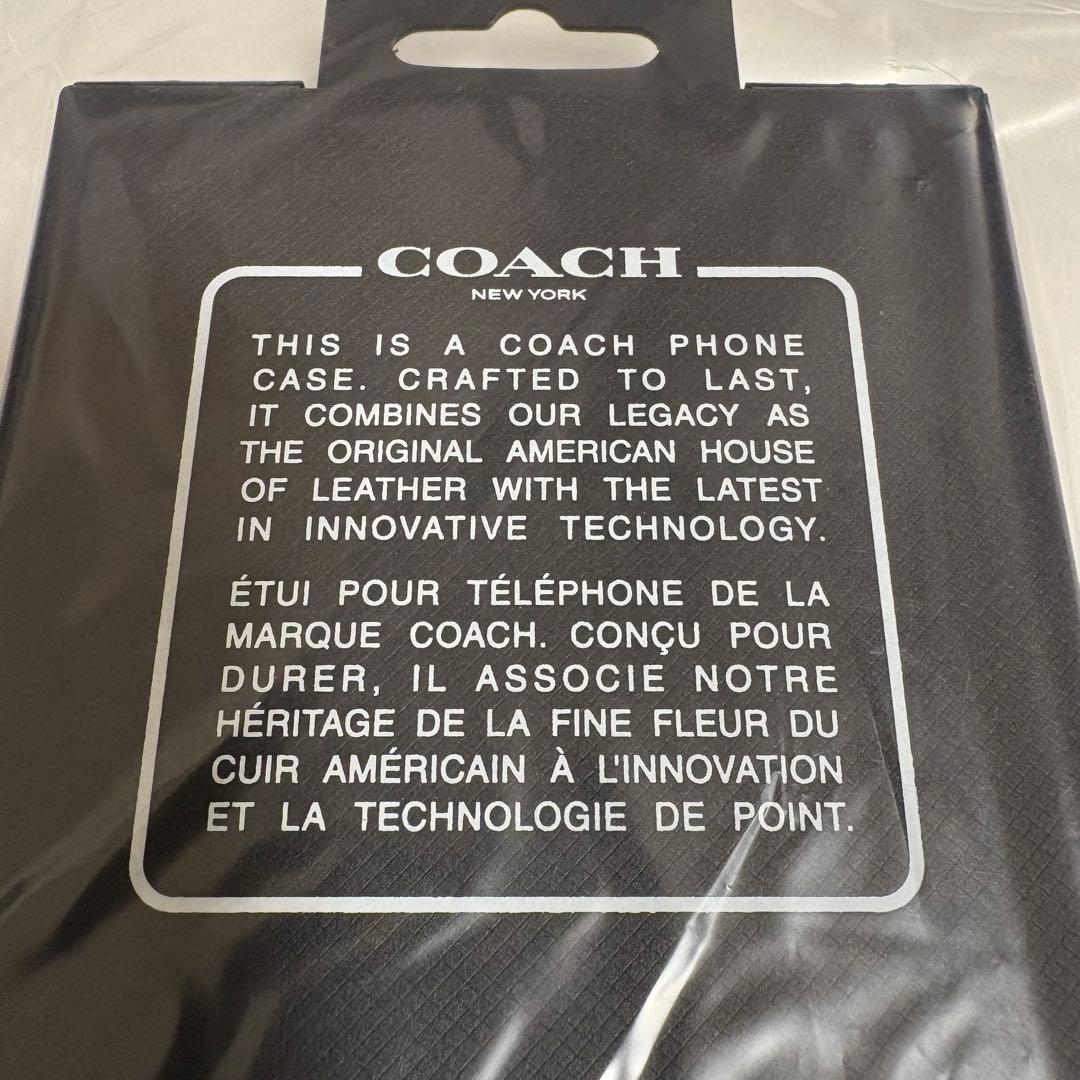 COACH
NEW YORK
THIS IS A COACH PHONE
CASE. CRAFTED TO LAST,
IT COMBINES OUR LEGACY AS
THE ORIGINAL AMERICAN HOUSE
OF LEATHER WITH THE LATEST
IN INNOVATIVE TECHNOLOGY.
ÉTUI POUR TÉLÉPHONE DE LA
MARQUE COACH. CONÇU POUR
DURER, IL ASSOCIE NOTRE
HÉRITAGE DE LA FINE FLEUR DU
CUIR AMÉRICAIN À L'INNOVATION
ET LA TECHNOLOGIE DE POINT.